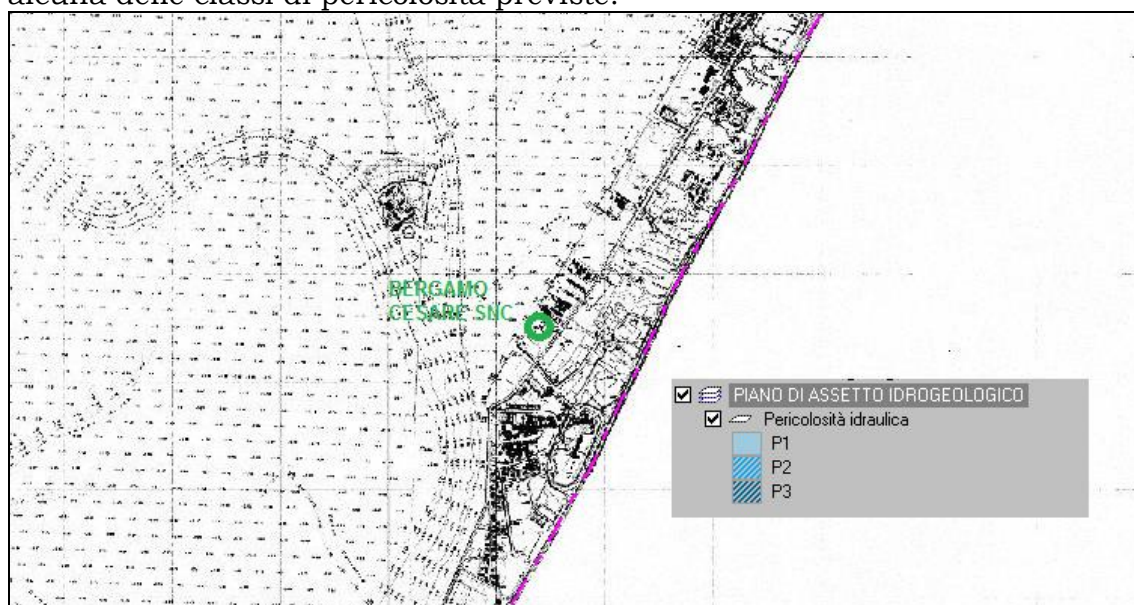 alcuna delle classi di pericolosità previste.
BERGAMO
CESARE SNC
PIANO DI ASSETTO IDROGEOLOGICO
Pericolosità idraulica
P1
P2
P3